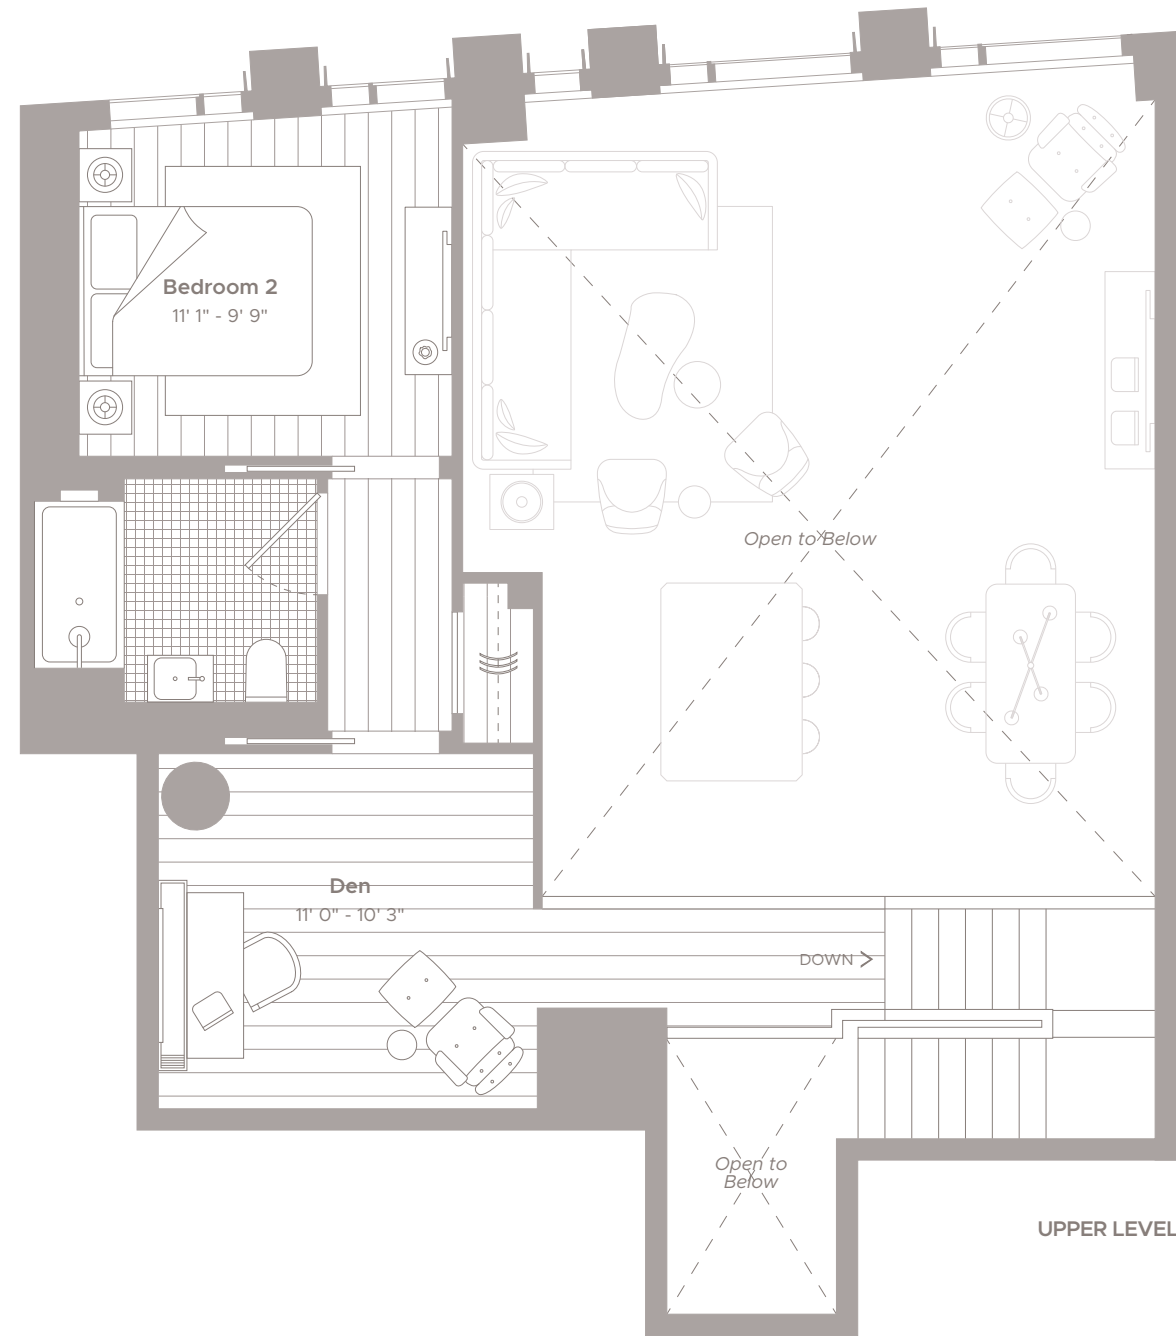 Bedroom 2
11' 1" - 9' 9"
Open to Below
Den
11' 0" - 10' 3"
DOWN
Open to
Below
UPPER LEVEL